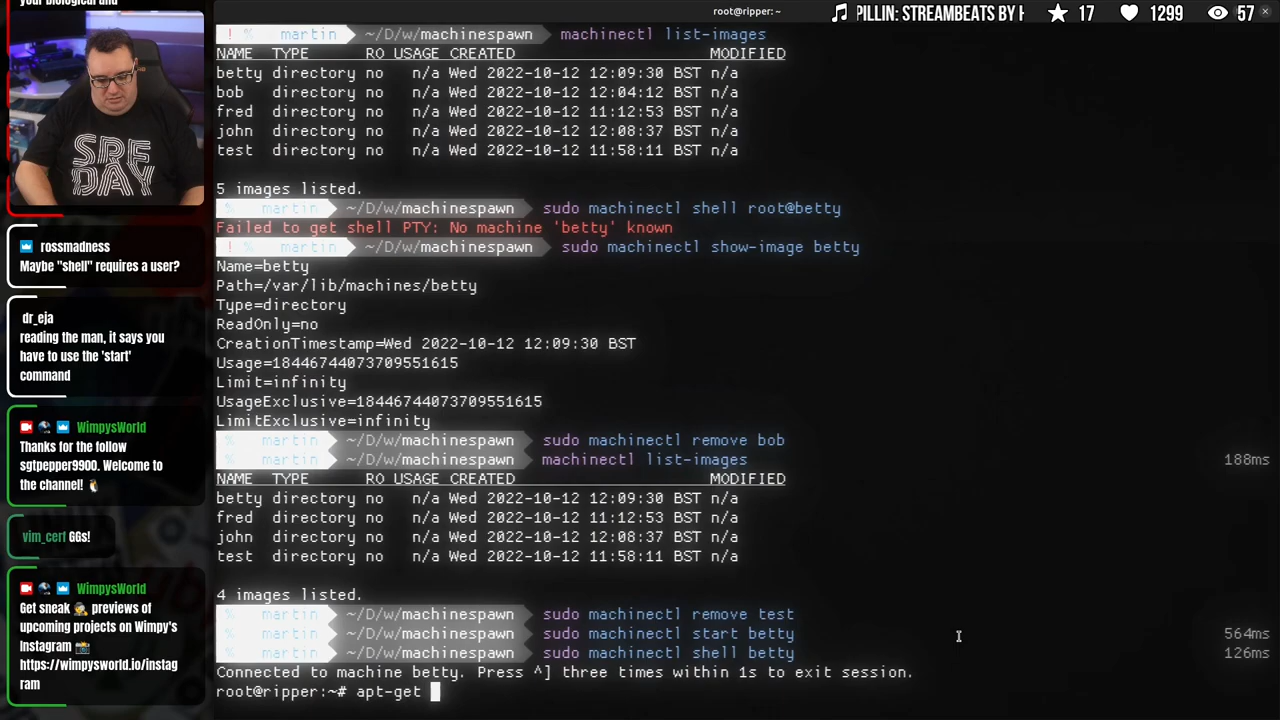 your biological and
SRE
DAY
rossmadness
Maybe "shell" requires a user?
dr_eja
reading the man, it says you
have to use the 'start'
command
WimpysWorld
Thanks for the follow
sgtpepper9900. Welcome to
the channel! 🐧
vim_cerf GGs!
WimpysWorld
Get sneak 🕵 previews of
upcoming projects on Wimpy's
Instagram 📸
https://wimpysworld.io/instag
ram
root@ripper: ~
PILLIN: STREAMBEATS BY H
17
1299
57
! martin ~/D/w/machinespawn machinectl list-images
NAME TYPE RO USAGE CREATED MODIFIED
betty directory no n/a Wed 2022-10-12 12:09:30 BST n/a
bob directory no n/a Wed 2022-10-12 12:04:12 BST n/a
fred directory no n/a Wed 2022-10-12 11:12:53 BST n/a
john directory no n/a Wed 2022-10-12 12:08:37 BST n/a
test directory no n/a Wed 2022-10-12 11:58:11 BST n/a
5 images listed.
% martin ~/D/w/machinespawn sudo machinectl shell root@betty
Failed to get shell PTY: No machine 'betty' known
! % martin ~/D/w/machinespawn sudo machinectl show-image betty
Name=betty
Path=/var/lib/machines/betty
Type=directory
ReadOnly=no
CreationTimestamp=Wed 2022-10-12 12:09:30 BST
Usage=18446744073709551615
Limit=infinity
UsageExclusive=18446744073709551615
LimitExclusive=infinity
% martin ~/D/w/machinespawn sudo machinectl remove bob
% martin ~/D/w/machinespawn machinectl list-images 188ms
NAME TYPE RO USAGE CREATED MODIFIED
betty directory no n/a Wed 2022-10-12 12:09:30 BST n/a
fred directory no n/a Wed 2022-10-12 11:12:53 BST n/a
john directory no n/a Wed 2022-10-12 12:08:37 BST n/a
test directory no n/a Wed 2022-10-12 11:58:11 BST n/a
4 images listed.
% martin ~/D/w/machinespawn sudo machinectl remove test
% martin ~/D/w/machinespawn sudo machinectl start betty 564ms
% martin ~/D/w/machinespawn sudo machinectl shell betty 126ms
Connected to machine betty. Press ^] three times within 1s to exit session.
root@ripper:~# apt-get